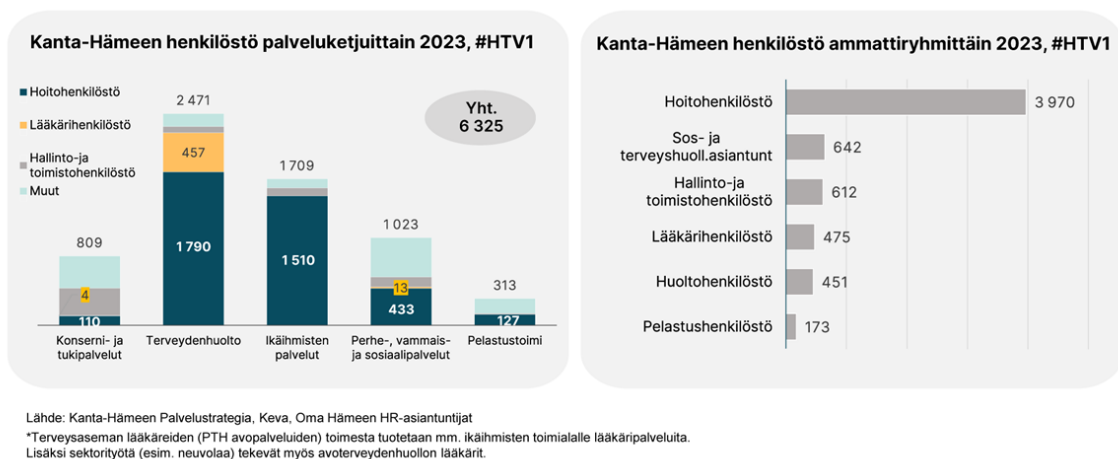 Kanta-Hämeen henkilöstö palveluketjuittain 2023, #HTV1
Hoitohenkilöstö
Lääkärihenkilöstö
Hallinto-ja
toimistohenkilöstö
Muut
Yht.
6 325
809
4
110
2 471
457
1 790
1 709
1 510
1 023
13
433
313
127
Konserni- ja
tukipalvelut
Terveydenhuolto
Ikäihmisten
palvelut
Perhe-, vammais-
ja sosiaalipalvelut
Pelastustoimi
Kanta-Hämeen henkilöstö ammattiryhmittäin 2023, #HTV1
Hoitohenkilöstö 3 970
Sos- ja
terveyshuoll.asiantunt 642
Hallinto-ja
toimistohenkilöstö 612
Lääkärihenkilöstö 475
Huoltohenkilöstö 451
Pelastushenkilöstö 173
Lähde: Kanta-Hämeen Palvelustrategia, Keva, Oma Hämeen HR-asiantuntijat
*Terveysaseman lääkäreiden (PTH avopalveluiden) toimesta tuotetaan mm. ikäihmisten toimialalle lääkäripalveluita.
Lisäksi sektorityötä (esim. neuvolaa) tekevät myös avoterveydenhuollon lääkärit.